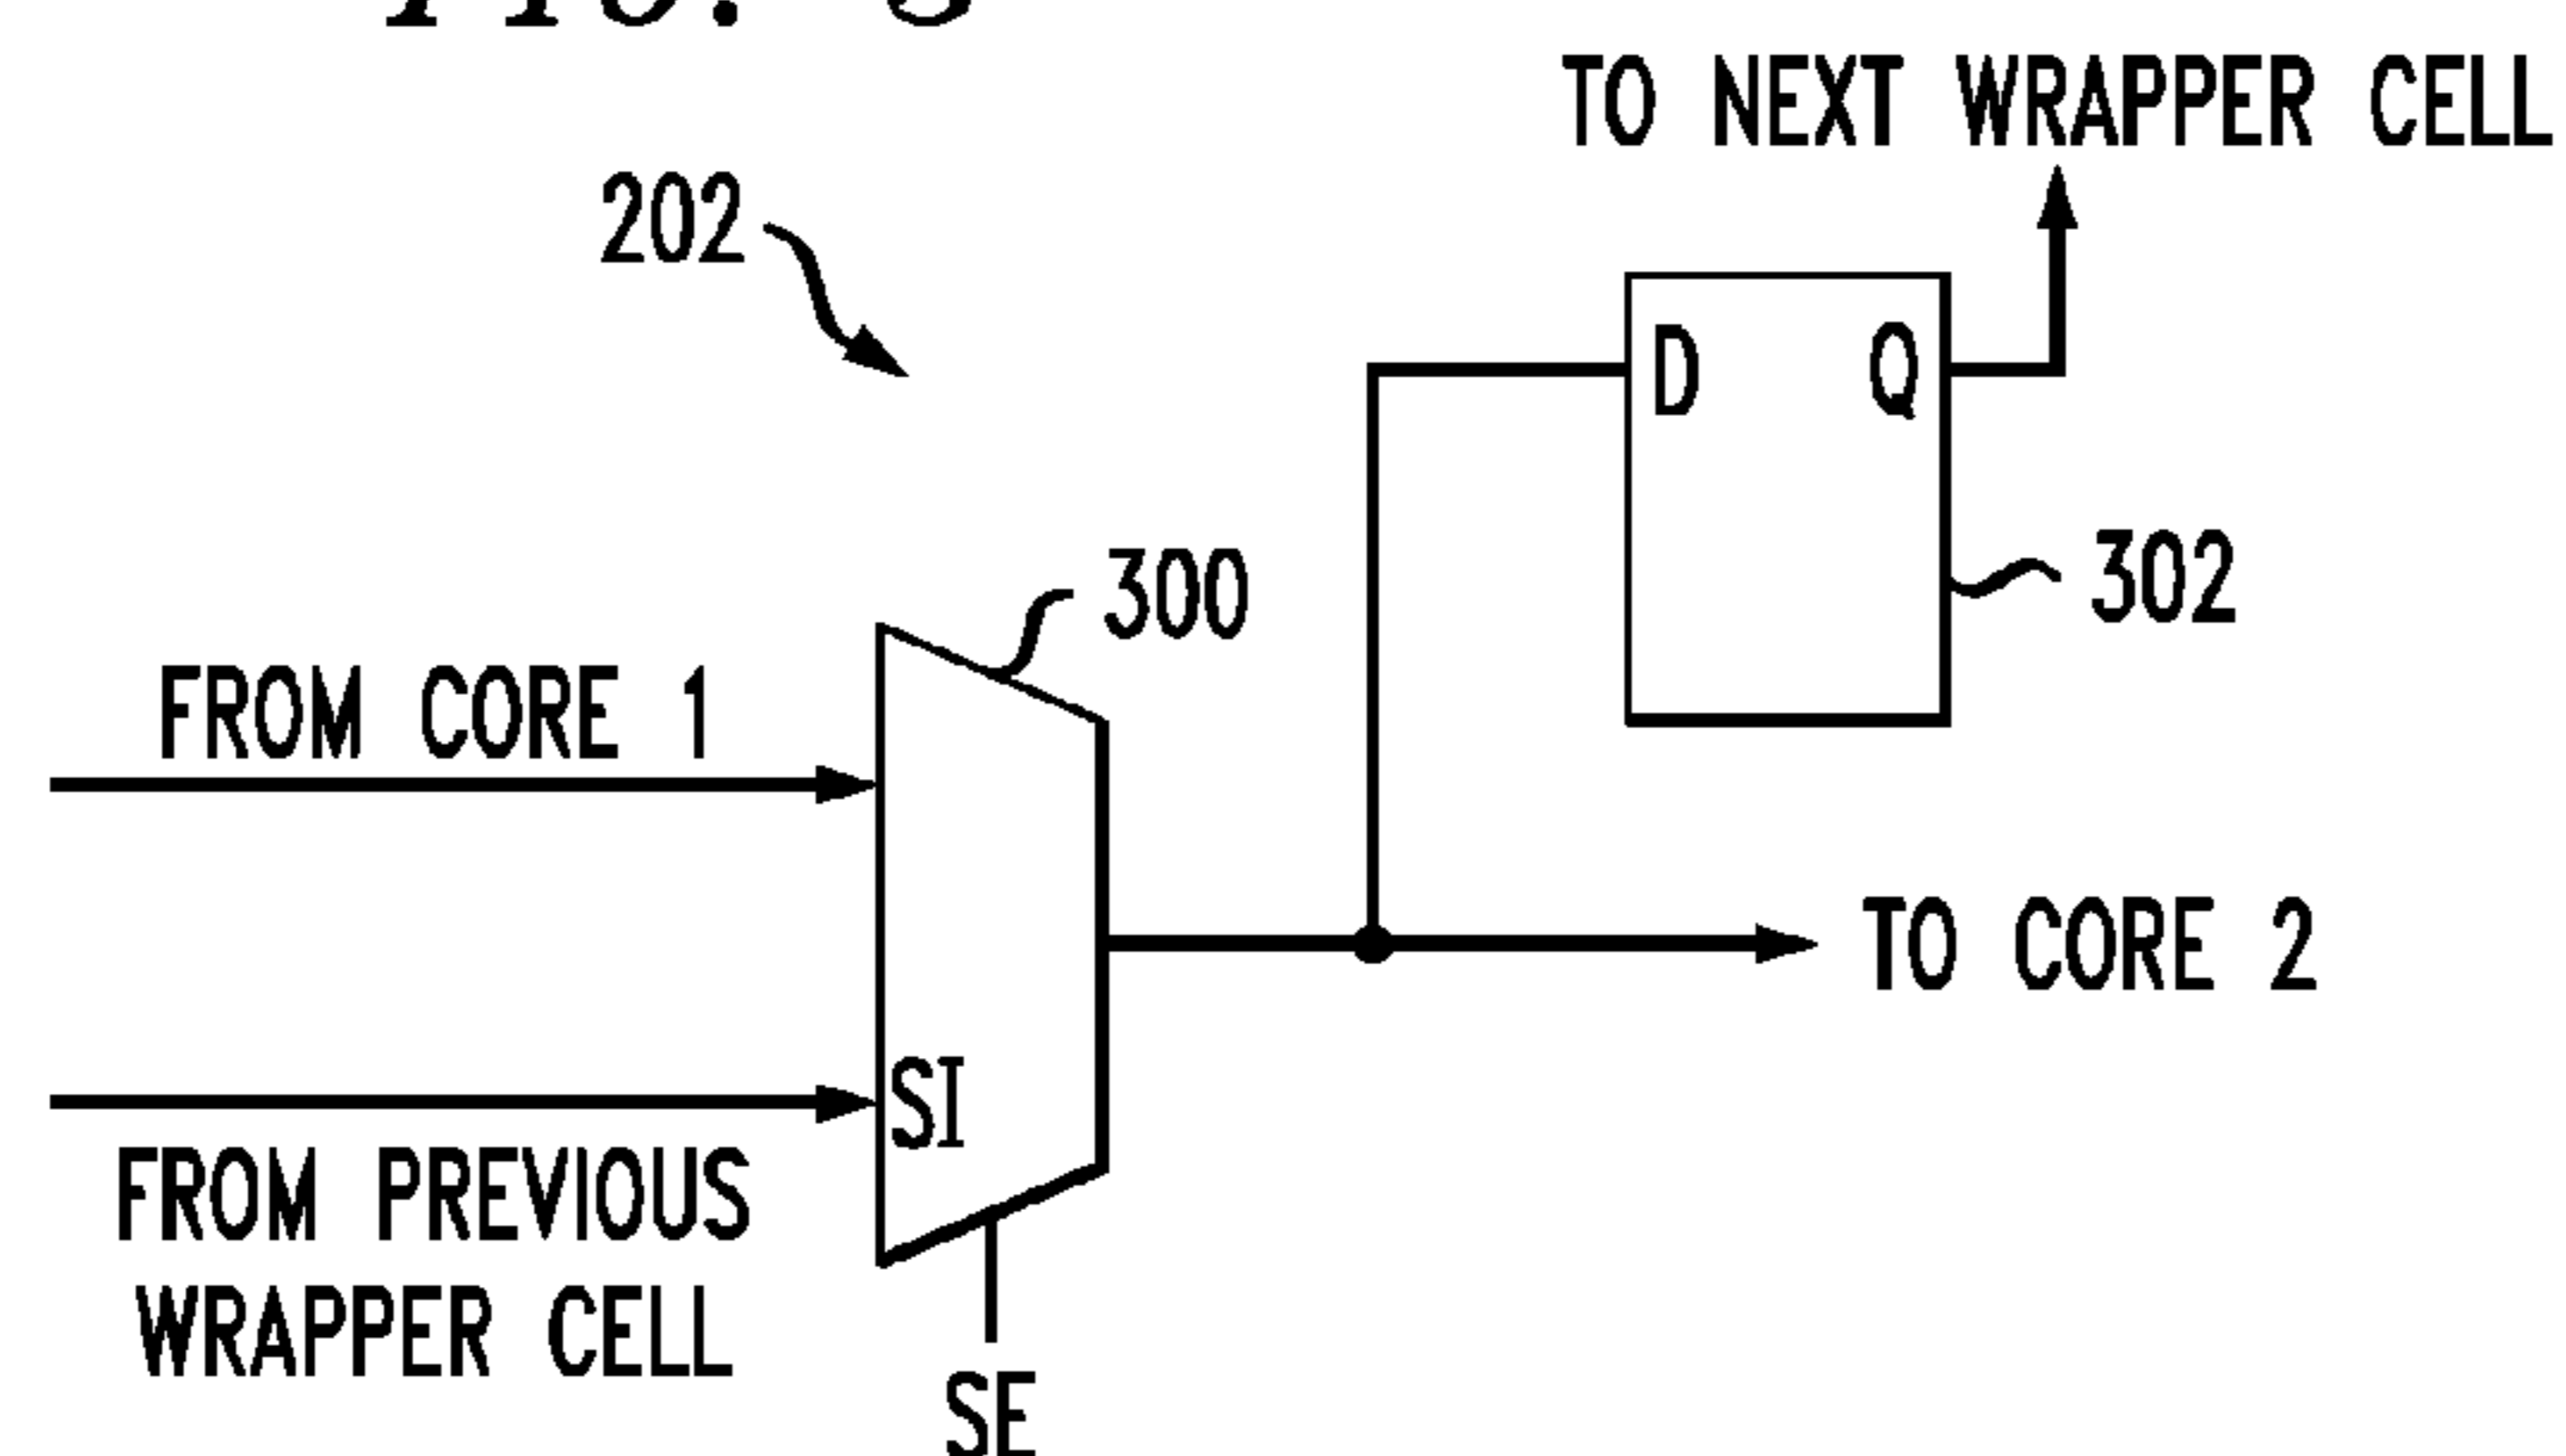 TO NEXT WRAPPER CELL
202
D Q
300
302
FROM CORE 1
TO CORE 2
SI
FROM PREVIOUS
WRAPPER CELL
SE